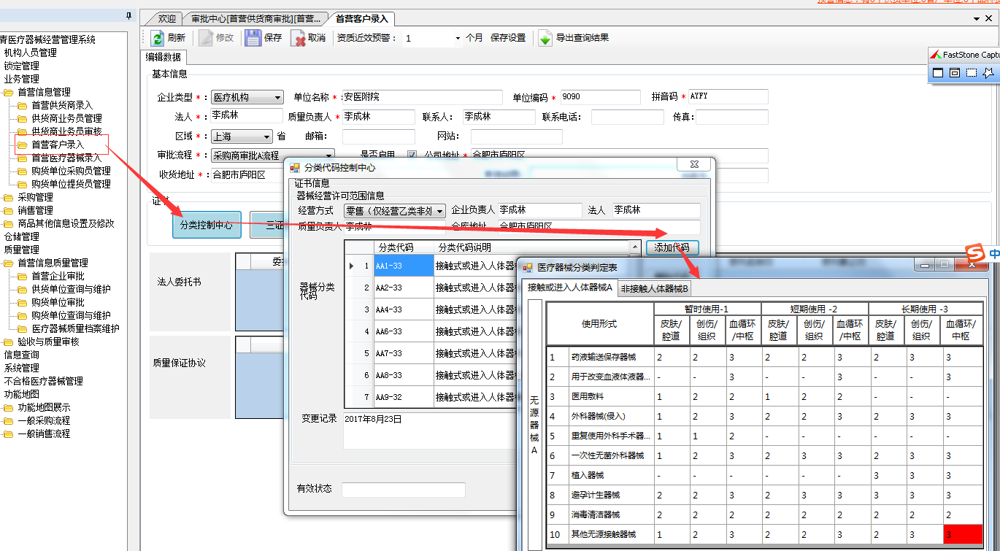 欢迎
审批中心[首营供货商审批][首营...
首营客户录入
刷新 修改 保存 取消 资质近效预警： 1 个月 保存设置 导出查询结果
FastStone Captu
青医疗器械经营管理系统
机构人员管理
锁定管理
业务管理
首营信息管理
首营供货商录入
供货商业务员管理
供货商业务员审核
首营客户录入
首营医疗器械录入
购货单位采购员管理
购货单位提货员管理
采购管理
销售管理
商品其他信息设置及修改
仓储管理
质量管理
首营信息质量管理
首营企业审批
供货单位查询与维护
购货单位审批
购货单位查询与维护
医疗器械质量档案维护
验收与质量审核
信息查询
系统管理
不合格医疗器械管理
功能地图
功能地图展示
一般采购流程
一般销售流程
编辑数据
基本信息
企业类型 *： 医疗机构 单位名称 *: 安医附院 单位编码 * 9090 拼音码 * AYFY
法人 *： 李成林 质量负责人 * 李成林 联系人： 李成林 联系电话： 传真：
区域 *： 上海 省 邮箱： 网站：
审批流程 *： 采购商审批A流程 是否启用 公司地址 * 合肥市庐阳区
收货地址 *： 合肥市庐阳区
证书
分类控制中心 三证
法人委托书
质量保证协议
分类代码控制中心
证书信息
器械经营许可范围信息
经营方式 零售（仅经营乙类非处 企业负责人 李成林 法人 李成林
质量负责人 李成林 仓库地址 合肥市庐阳区
添加代码
器械分类代码
分类代码 分类代码说明
1 AA1-33 接触式或进入人体器
2 AA2-33 接触式或进入人体器
3 AA4-33 接触式或进入人体器
4 AA6-33 接触式或进入人体器
5 AA7-33 接触式或进入人体器
6 AA8-33 接触式或进入人体器
7 AA9-32 接触式或进入人体器
变更记录 2017年8月23日
有效状态
医疗器械分类判定表
接触或进入人体器械A 非接触人体器械B
无源器械A
使用形式 暂时使用-1 短期使用 -2 长期使用 -3
皮肤/腔道 创伤/组织 血循环/中枢 皮肤/腔道 创伤/组织 血循环/中枢 皮肤/腔道 创伤/组织 血循环/中枢
1 药液输送保存器械 2 2 3 2 2 3 2 3 3
2 用于改变血液体液器... - - 3 - - 3 - - 3
3 医用敷料 1 2 2 1 2 2 - - -
4 外科器械(侵入) 1 2 3 2 2 3 2 3 3
5 重复使用外科手术器... 1 1 2 - - - - - -
6 一次性无菌外科器械 1 2 3 2 3 3 2 3 3
7 植入器械 - - - - - - 3 3 3
8 避孕计生器械 2 2 3 2 3 3 3 3 3
9 消毒清洁器械 2 2 2 2 2 2 2 2 2
10 其他无源接触器械 1 2 3 2 2 3 2 3 3
S 中